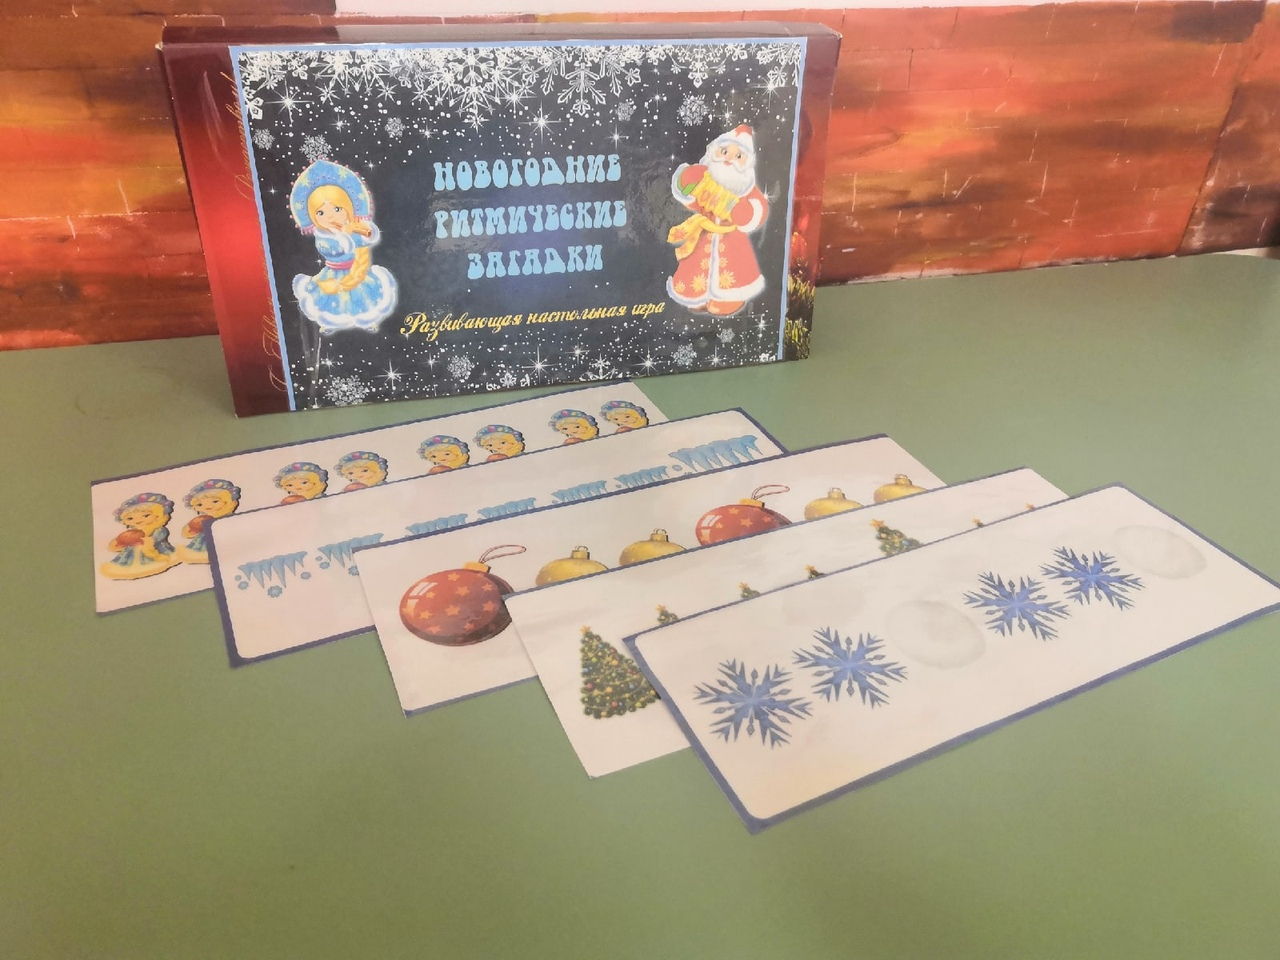 НОВОГОДНИЕ
РИТМИЧЕСКИЕ
ЗАГАДКИ
Развивающая настольная игра